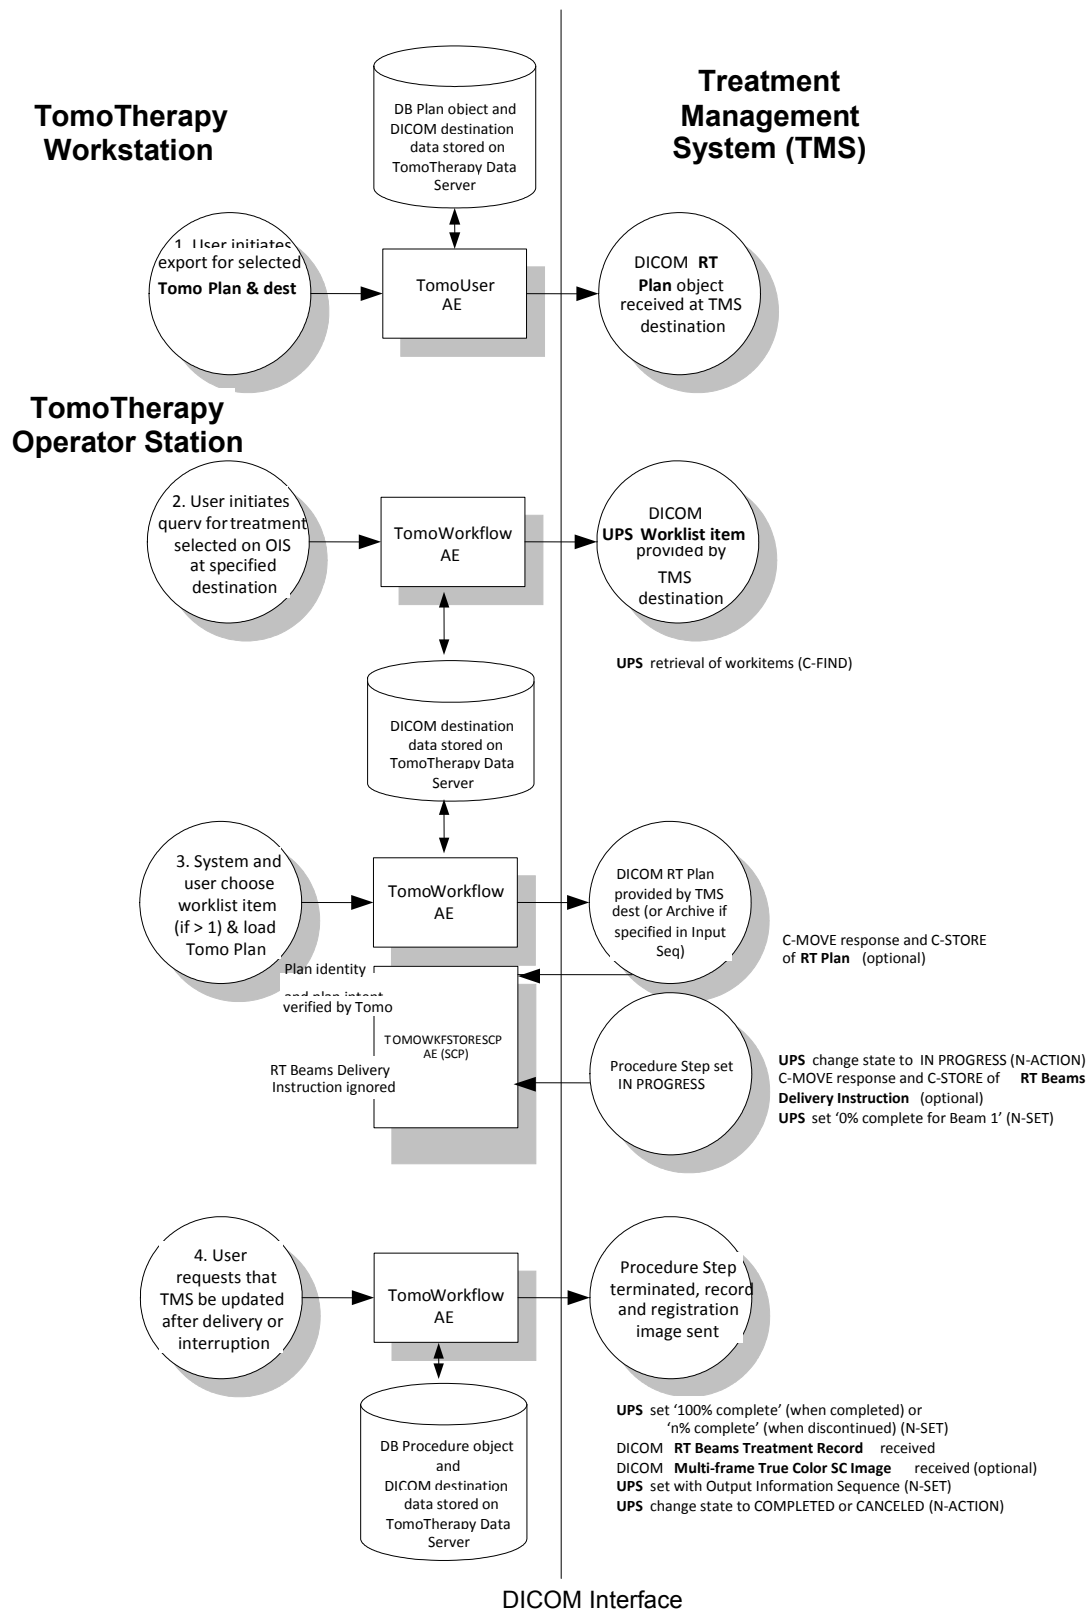 TomoTherapy
Workstation
Treatment
Management
System (TMS)
DB Plan object and
DICOM destination
data stored on
TomoTherapy Data
Server
1. User initiates
export for selected
Tomo Plan & dest
TomoUser
AE
DICOM RT
Plan object
received at TMS
destination
TomoTherapy
Operator Station
2. User initiates
query for treatment
selected on OIS
at specified
destination
TomoWorkflow
AE
DICOM
UPS Worklist item
provided by
TMS
destination
UPS retrieval of workitems (C-FIND)
DICOM destination
data stored on
TomoTherapy Data
Server
3. System and
user choose
worklist item
(if > 1) & load
Tomo Plan
TomoWorkflow
AE
DICOM RT Plan
provided by TMS
dest (or Archive if
specified in Input
Seq)
C-MOVE response and C-STORE
of RT Plan (optional)
Plan identity
and plan intent
verified by Tomo
TOMOWKFSTORESCP
AE (SCP)
RT Beams Delivery
Instruction ignored
Procedure Step set
IN PROGRESS
UPS change state to IN PROGRESS (N-ACTION)
C-MOVE response and C-STORE of RT Beams
Delivery Instruction (optional)
UPS set ‘0% complete for Beam 1’ (N-SET)
4. User
requests that
TMS be updated
after delivery or
interruption
TomoWorkflow
AE
Procedure Step
terminated, record
and registration
image sent
DB Procedure object
and
DICOM destination
data stored on
TomoTherapy Data
Server
UPS set ‘100% complete’ (when completed) or
‘n% complete’ (when discontinued) (N-SET)
DICOM RT Beams Treatment Record received
DICOM Multi-frame True Color SC Image received (optional)
UPS set with Output Information Sequence (N-SET)
UPS change state to COMPLETED or CANCELED (N-ACTION)
DICOM Interface